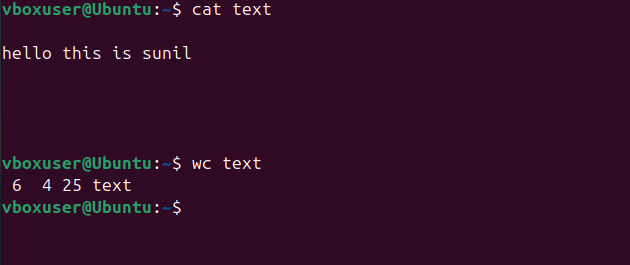 vboxuser@Ubuntu:~$ cat text
hello this is sunil
vboxuser@Ubuntu:~$ wc text
 6  4 25 text
vboxuser@Ubuntu:~$